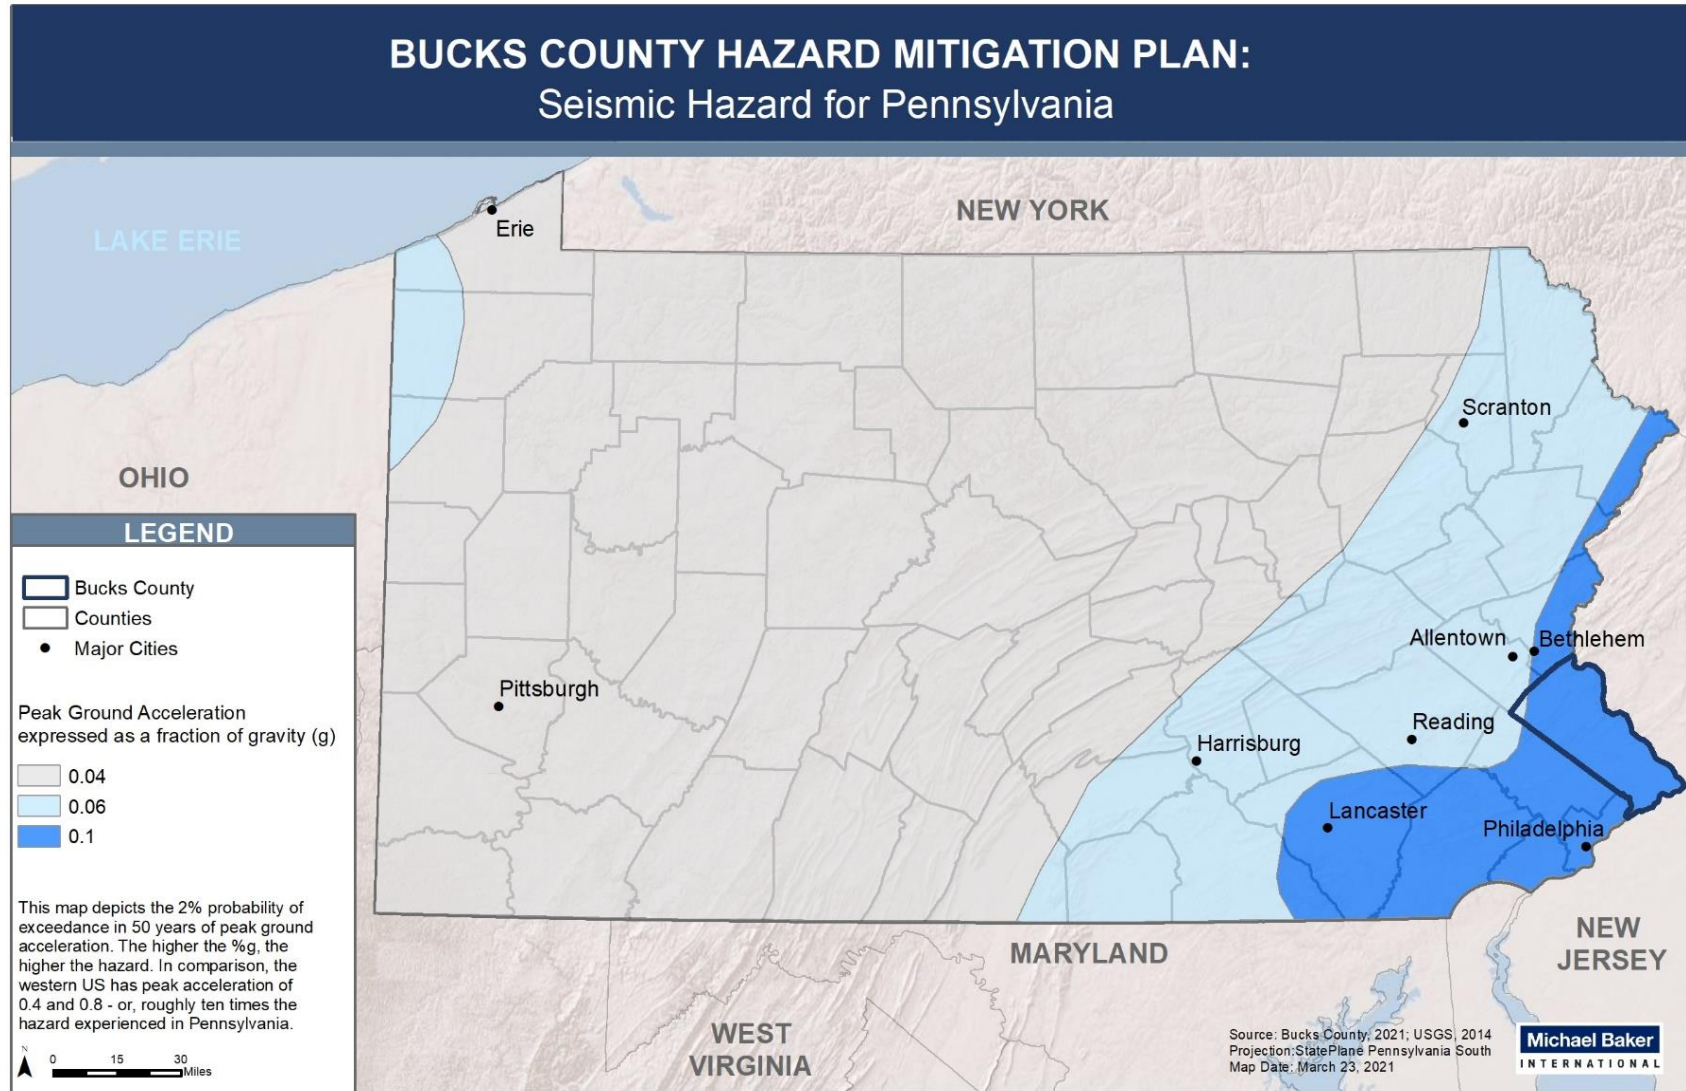 BUCKS COUNTY HAZARD MITIGATION PLAN:
Seismic Hazard for Pennsylvania
LAKE ERIE
Erie
NEW YORK
Scranton
OHIO
Allentown
Bethlehem
Pittsburgh
Reading
Harrisburg
Lancaster
Philadelphia
MARYLAND
NEW
JERSEY
WEST
VIRGINIA
LEGEND
Bucks County
Counties
Major Cities
Peak Ground Acceleration
expressed as a fraction of gravity (g)
0.04
0.06
0.1
This map depicts the 2% probability of
exceedance in 50 years of peak ground
acceleration. The higher the %g, the
higher the hazard. In comparison, the
western US has peak acceleration of
0.4 and 0.8 - or, roughly ten times the
hazard experienced in Pennsylvania.
N
0 15 30
Miles
Source: Bucks County, 2021; USGS, 2014
Projection:StatePlane Pennsylvania South
Map Date: March 23, 2021
Michael Baker
INTERNATIONAL